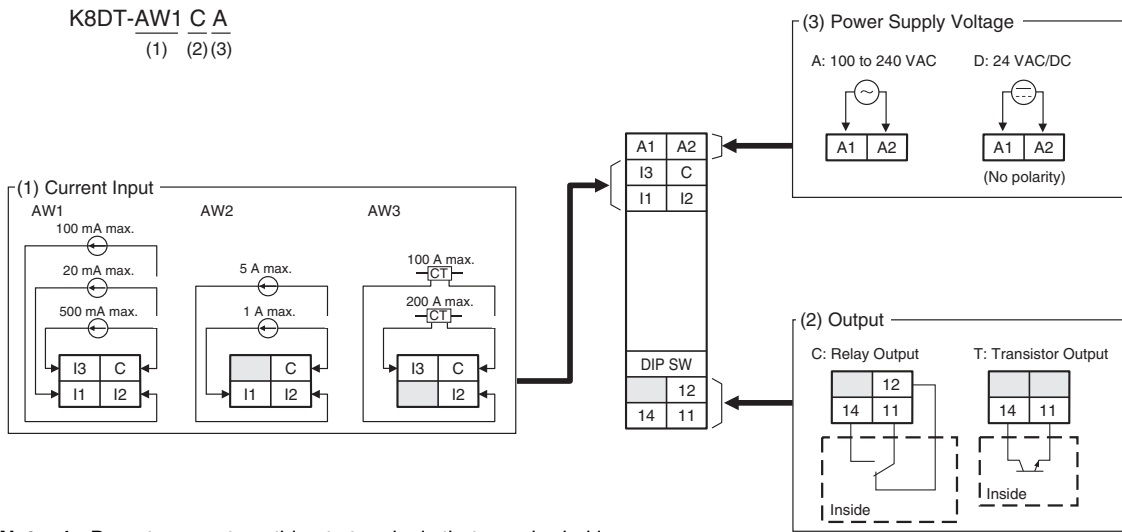 K8DT-AW1 C A
(1) (2) (3)
(3) Power Supply Voltage
A: 100 to 240 VAC
D: 24 VAC/DC
A1 A2
A1 A2
(No polarity)
A1 A2
I3 C
I1 I2
DIP SW
12
14 11
(1) Current Input
AW1
100 mA max.
20 mA max.
500 mA max.
I3 C
I1 I2
AW2
5 A max.
1 A max.
C
I1 I2
AW3
100 A max.
CT
200 A max.
CT
I3 C
I2
(2) Output
C: Relay Output
12
14 11
Inside
T: Transistor Output
14 11
Inside